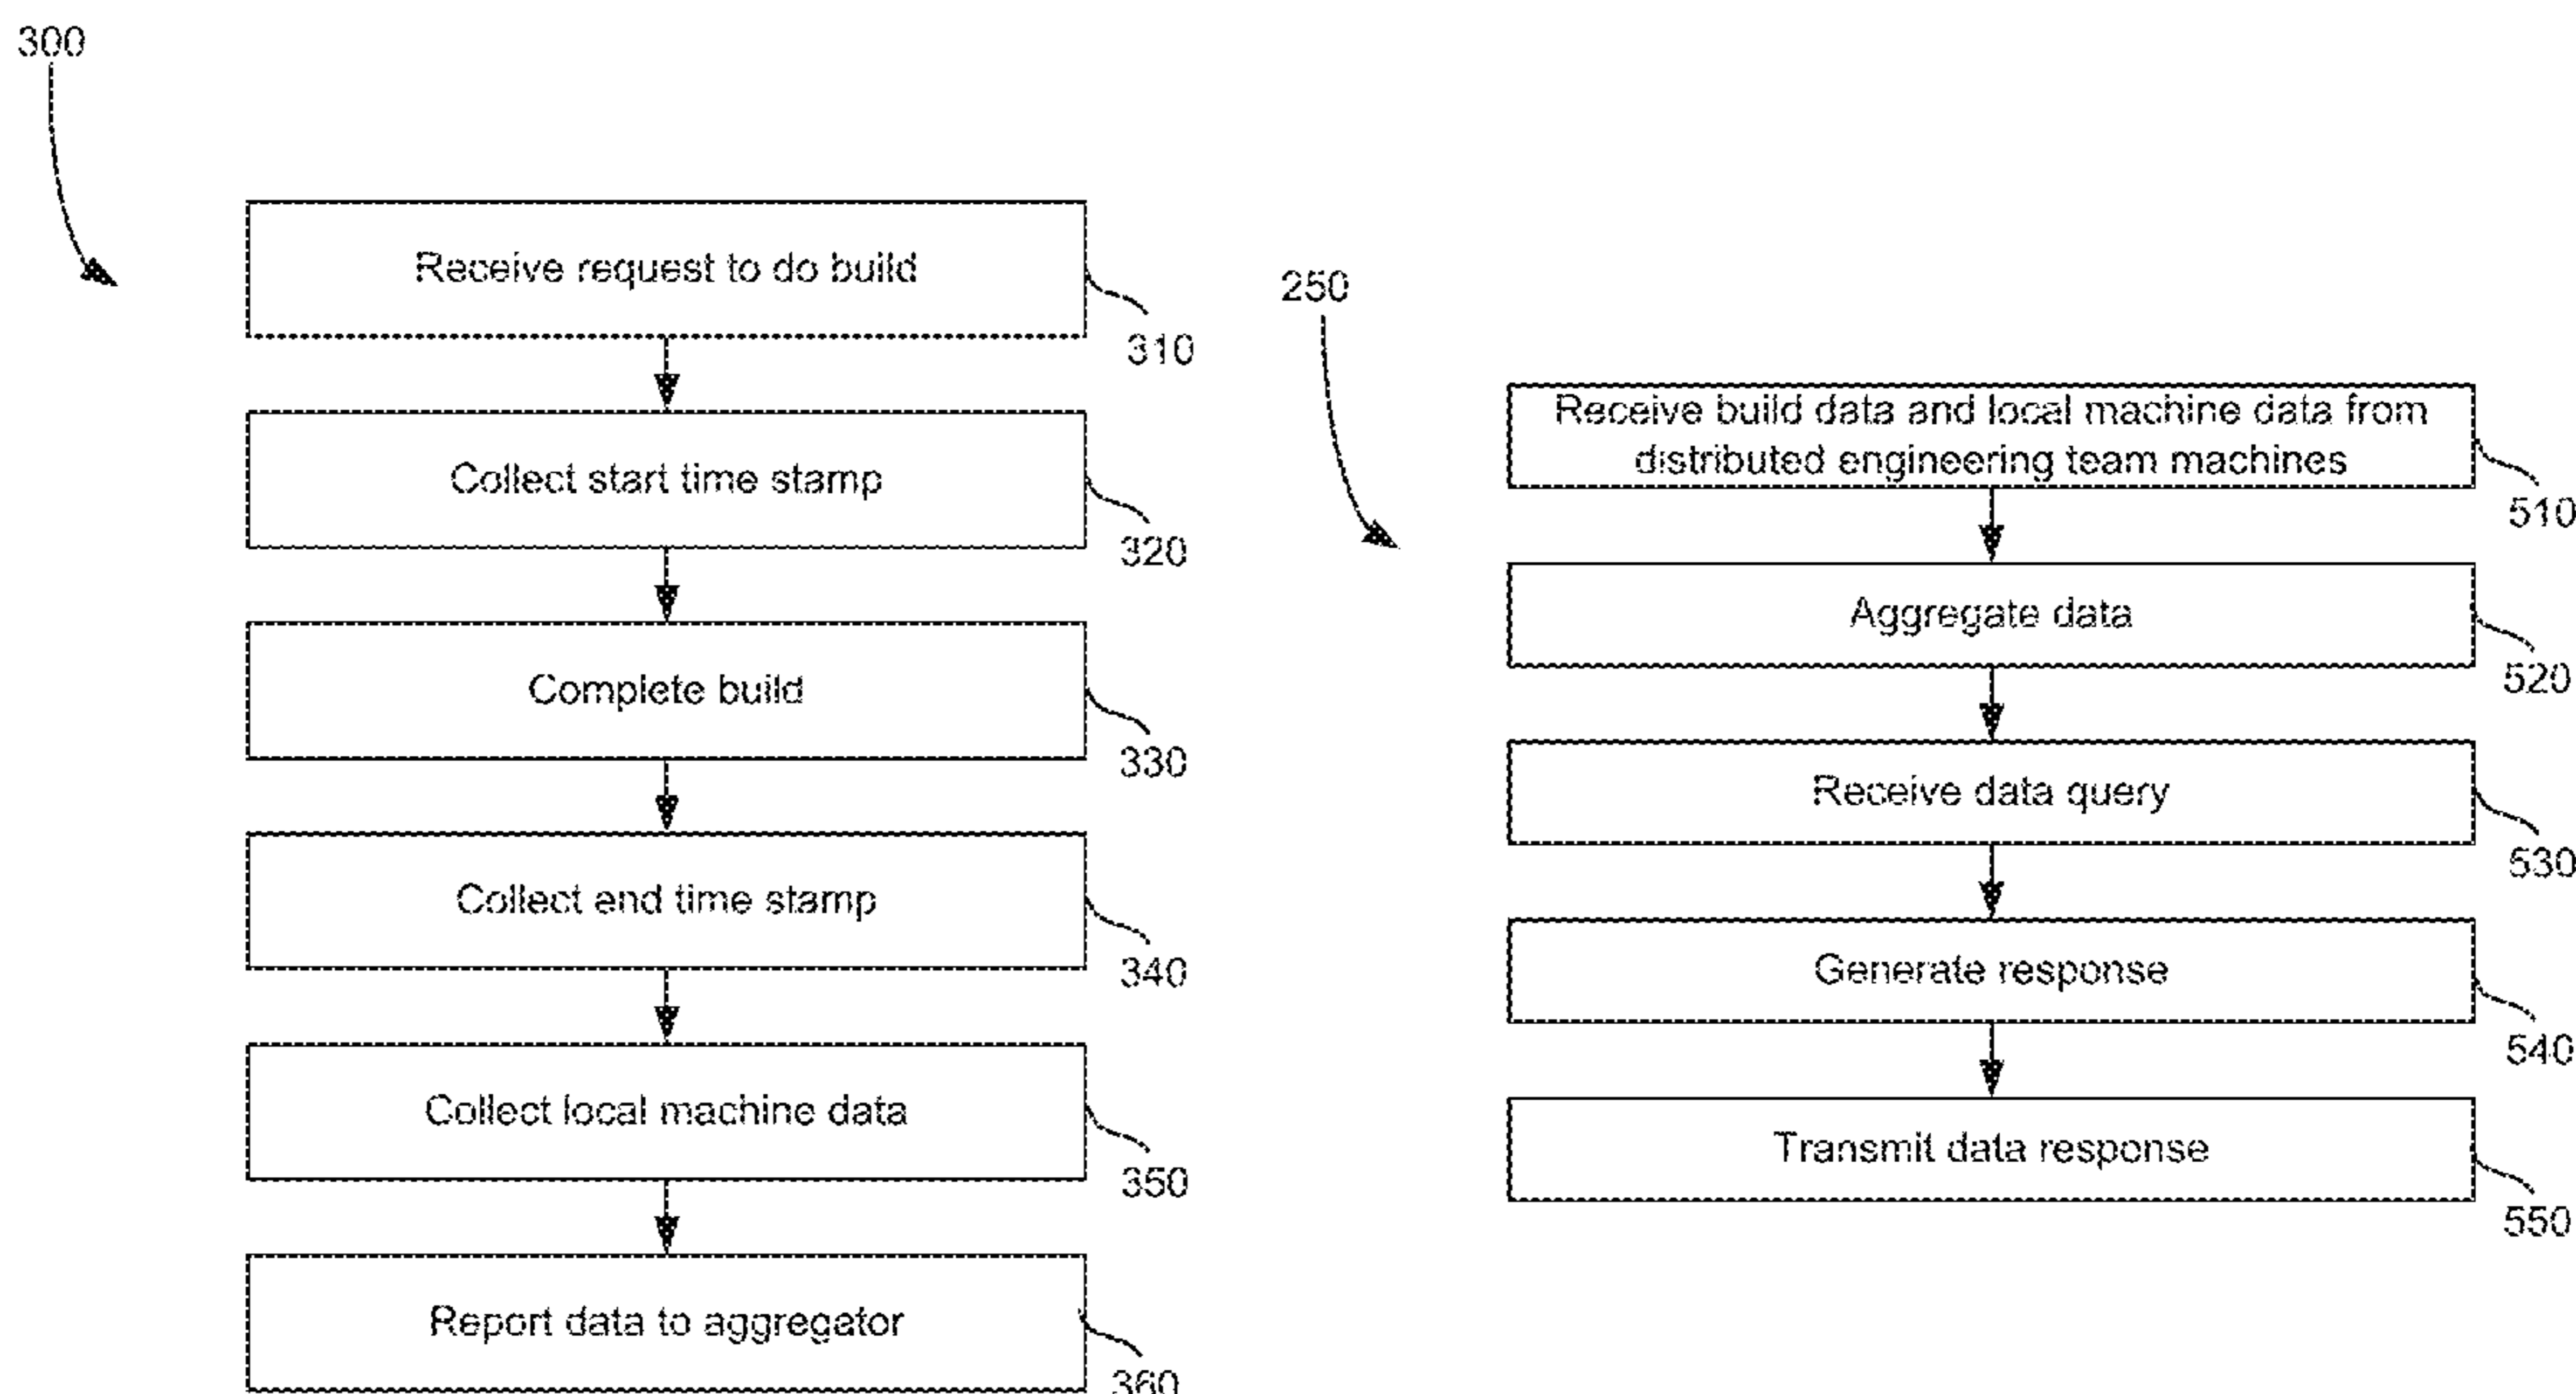 300
Receive request to do build
310
Collect start time stamp
320
Complete build
330
Collect end time stamp
340
Collect local machine data
350
Report data to aggregator
360
250
Receive build data and local machine data from
distributed engineering team machines
510
Aggregate data
520
Receive data query
530
Generate response
540
Transmit data response
550